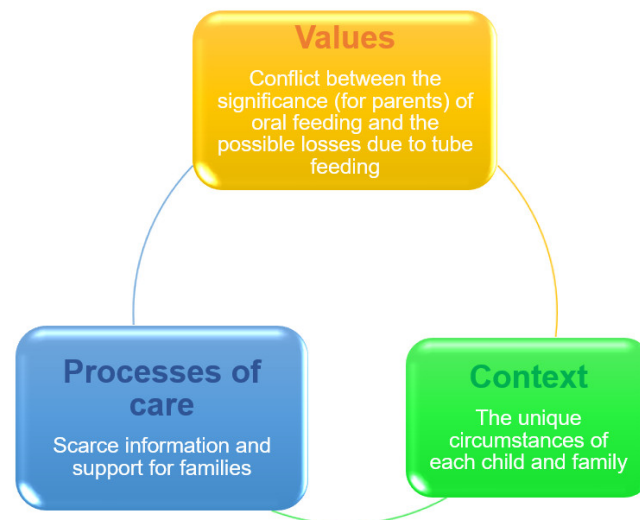 Values
Conflict between the
significance (for parents) of
oral feeding and the
possible losses due to tube
feeding
Processes of
care
Scarce information and
support for families
Context
The unique
circumstances of
each child and family